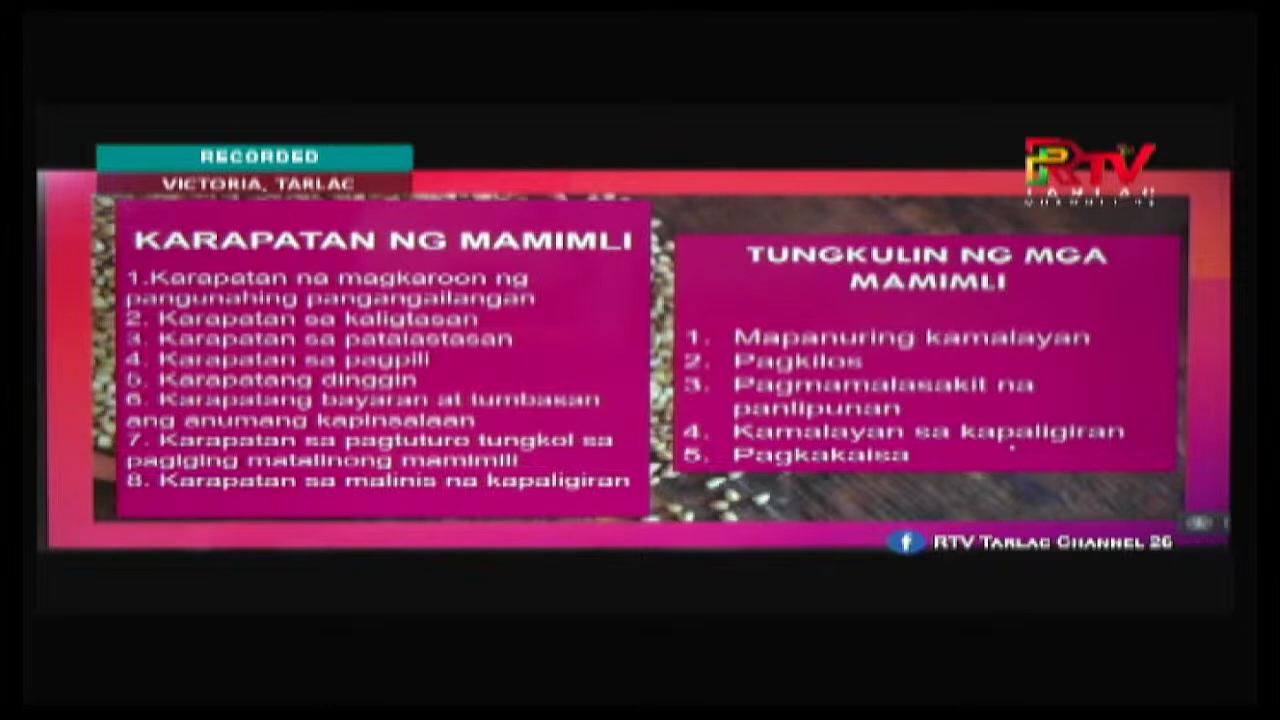 RECORDED
VICTORIA, TARLAC
RTV
TARLAC
CHANNEL 26
KARAPATAN NG MAMIMLI
1.Karapatan na magkaroon ng
pangunahing pangangailangan
2. Karapatan sa kaligtasan
3. Karapatan sa patalastasan
4. Karapatan sa pagpili
5. Karapatang dinggin
6. Karapatang bayaran at tumbasan
ang anumang kapinsalaan
7. Karapatan sa pagtuturo tungkol sa
pagiging matalinong mamimili
8. Karapatan sa malinis na kapaligiran
TUNGKULIN NG MGA
MAMIMLI
1. Mapanuring kamalayan
2. Pagkilos
3. Pagmamalasakit na
panlipunan
4. Kamalayan sa kapaligiran
5. Pagkakaisa
RTV TARLAC CHANNEL 26